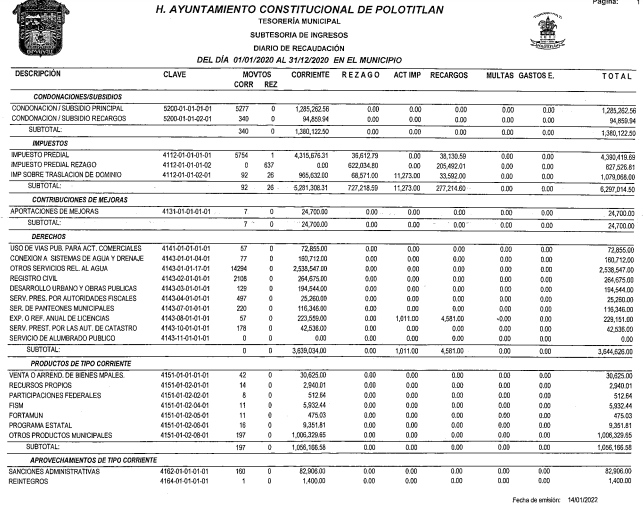 H. AYUNTAMIENTO CONSTITUCIONAL DE POLOTITLAN
Página: 1
TESORERÍA MUNICIPAL
SUBTESORIA DE INGRESOS
DIARIO DE RECAUDACIÓN
DEL DÍA 01/01/2020 AL 31/12/2020 EN EL MUNICIPIO
DESCRIPCIÓN CLAVE MOVTOS CORRIENTE R E Z A G O ACT IMP RECARGOS MULTAS GASTOS E. T O T A L
CORR REZ
CONDONACIONES/SUBSIDIOS
CONDONACION / SUBSIDIO PRINCIPAL 5200-01-01-01-01 5277 0 1,285,262.56 0.00 0.00 0.00 0.00 0.00 1,285,262.56
CONDONACION / SUBSIDIO RECARGOS 5200-01-01-02-01 340 0 94,859.94 0.00 0.00 0.00 0.00 0.00 94,859.94
SUBTOTAL: 340 0 1,380,122.50 0.00 0.00 0.00 0.00 0.00 1,380,122.50
IMPUESTOS
IMPUESTO PREDIAL 4112-01-01-01-01 5754 1 4,315,676.31 36,612.79 0.00 38,130.59 0.00 0.00 4,390,419.69
IMPUESTO PREDIAL REZAGO 4112-01-01-01-02 0 637 0.00 622,034.80 0.00 205,492.01 0.00 0.00 827,526.81
IMP SOBRE TRASLACION DE DOMINIO 4112-01-01-02-01 92 26 965,632.00 68,571.00 11,273.00 33,592.00 0.00 0.00 1,079,068.00
SUBTOTAL: 92 26 5,281,308.31 727,218.59 11,273.00 277,214.60 0.00 0.00 6,297,014.50
CONTRIBUCIONES DE MEJORAS
APORTACIONES DE MEJORAS 4131-01-01-01-01 7 0 24,700.00 0.00 0.00 0.00 0.00 0.00 24,700.00
SUBTOTAL: 7 0 24,700.00 0.00 0.00 0.00 0.00 0.00 24,700.00
DERECHOS
USO DE VIAS PUB. PARA ACT. COMERCIALES 4141-01-01-01-01 57 0 72,855.00 0.00 0.00 0.00 0.00 0.00 72,855.00
CONEXION A SISTEMAS DE AGUA Y DRENAJE 4143-01-01-04-01 77 0 160,712.00 0.00 0.00 0.00 0.00 0.00 160,712.00
OTROS SERVICIOS REL. AL AGUA 4143-01-01-17-01 14294 0 2,538,547.00 0.00 0.00 0.00 0.00 0.00 2,538,547.00
REGISTRO CIVIL 4143-02-01-01-01 2108 0 264,675.00 0.00 0.00 0.00 0.00 0.00 264,675.00
DESARROLLO URBANO Y OBRAS PUBLICAS 4143-03-01-01-01 129 0 194,544.00 0.00 0.00 0.00 0.00 0.00 194,544.00
SERV. PRES. POR AUTORIDADES FISCALES 4143-04-01-01-01 497 0 25,260.00 0.00 0.00 0.00 0.00 0.00 25,260.00
SER. DE PANTEONES MUNICIPALES 4143-07-01-01-01 220 0 116,346.00 0.00 0.00 0.00 0.00 0.00 116,346.00
EXP. O REF. ANUAL DE LICENCIAS 4143-08-01-01-01 57 0 223,559.00 0.00 1,011.00 4,581.00 0.00 0.00 229,151.00
SERV. PREST. POR LAS AUT. DE CATASTRO 4143-10-01-01-01 178 0 42,536.00 0.00 0.00 0.00 0.00 0.00 42,536.00
SERVICIO DE ALUMBRADO PUBLICO 4143-11-01-01-01 0 0 0.00 0.00 0.00 0.00 0.00 0.00 0.00
SUBTOTAL: 0 0 3,639,034.00 0.00 1,011.00 4,581.00 0.00 0.00 3,644,626.00
PRODUCTOS DE TIPO CORRIENTE
VENTA O ARREND. DE BIENES MPALES. 4151-01-01-01-01 42 0 30,625.00 0.00 0.00 0.00 0.00 0.00 30,625.00
RECURSOS PROPIOS 4151-01-02-01-01 14 0 2,940.01 0.00 0.00 0.00 0.00 0.00 2,940.01
PARTICIPACIONES FEDERALES 4151-01-02-02-01 8 0 512.64 0.00 0.00 0.00 0.00 0.00 512.64
FISM 4151-01-02-04-01 11 0 5,932.44 0.00 0.00 0.00 0.00 0.00 5,932.44
FORTAMUN 4151-01-02-05-01 11 0 475.03 0.00 0.00 0.00 0.00 0.00 475.03
PROGRAMA ESTATAL 4151-01-02-06-01 16 0 9,351.81 0.00 0.00 0.00 0.00 0.00 9,351.81
OTROS PRODUCTOS MUNICIPALES 4151-01-02-08-01 197 0 1,006,329.65 0.00 0.00 0.00 0.00 0.00 1,006,329.65
SUBTOTAL: 197 0 1,056,166.58 0.00 0.00 0.00 0.00 0.00 1,056,166.58
APROVECHAMIENTOS DE TIPO CORRIENTE
SANCIONES ADMINISTRATIVAS 4162-01-01-01-01 160 0 82,906.00 0.00 0.00 0.00 0.00 0.00 82,906.00
REINTEGROS 4164-01-01-01-01 1 0 1,400.00 0.00 0.00 0.00 0.00 0.00 1,400.00
Fecha de emisión: 14/01/2022